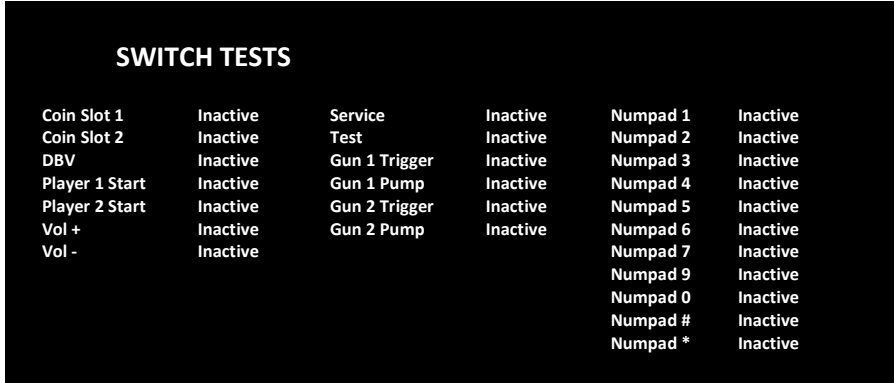 SWITCH TESTS
Coin Slot 1 Inactive Service Inactive Numpad 1 Inactive
Coin Slot 2 Inactive Test Inactive Numpad 2 Inactive
DBV Inactive Gun 1 Trigger Inactive Numpad 3 Inactive
Player 1 Start Inactive Gun 1 Pump Inactive Numpad 4 Inactive
Player 2 Start Inactive Gun 2 Trigger Inactive Numpad 5 Inactive
Vol + Inactive Gun 2 Pump Inactive Numpad 6 Inactive
Vol - Inactive Numpad 7 Inactive
Numpad 9 Inactive
Numpad 0 Inactive
Numpad # Inactive
Numpad * Inactive